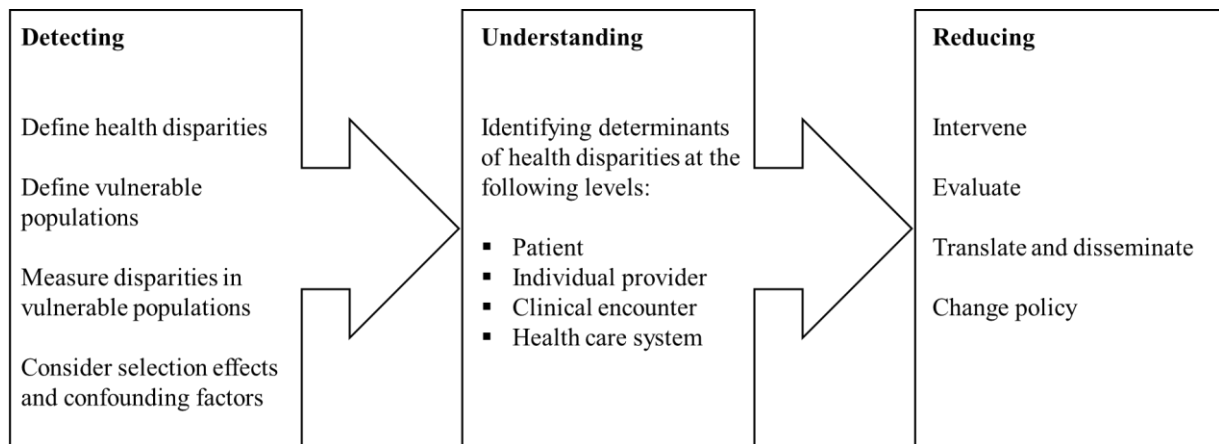 Detecting
Define health disparities
Define vulnerable
populations
Measure disparities in
vulnerable populations
Consider selection effects
and confounding factors
Understanding
Identifying determinants
of health disparities at the
following levels:
▪ Patient
▪ Individual provider
▪ Clinical encounter
▪ Health care system
Reducing
Intervene
Evaluate
Translate and disseminate
Change policy